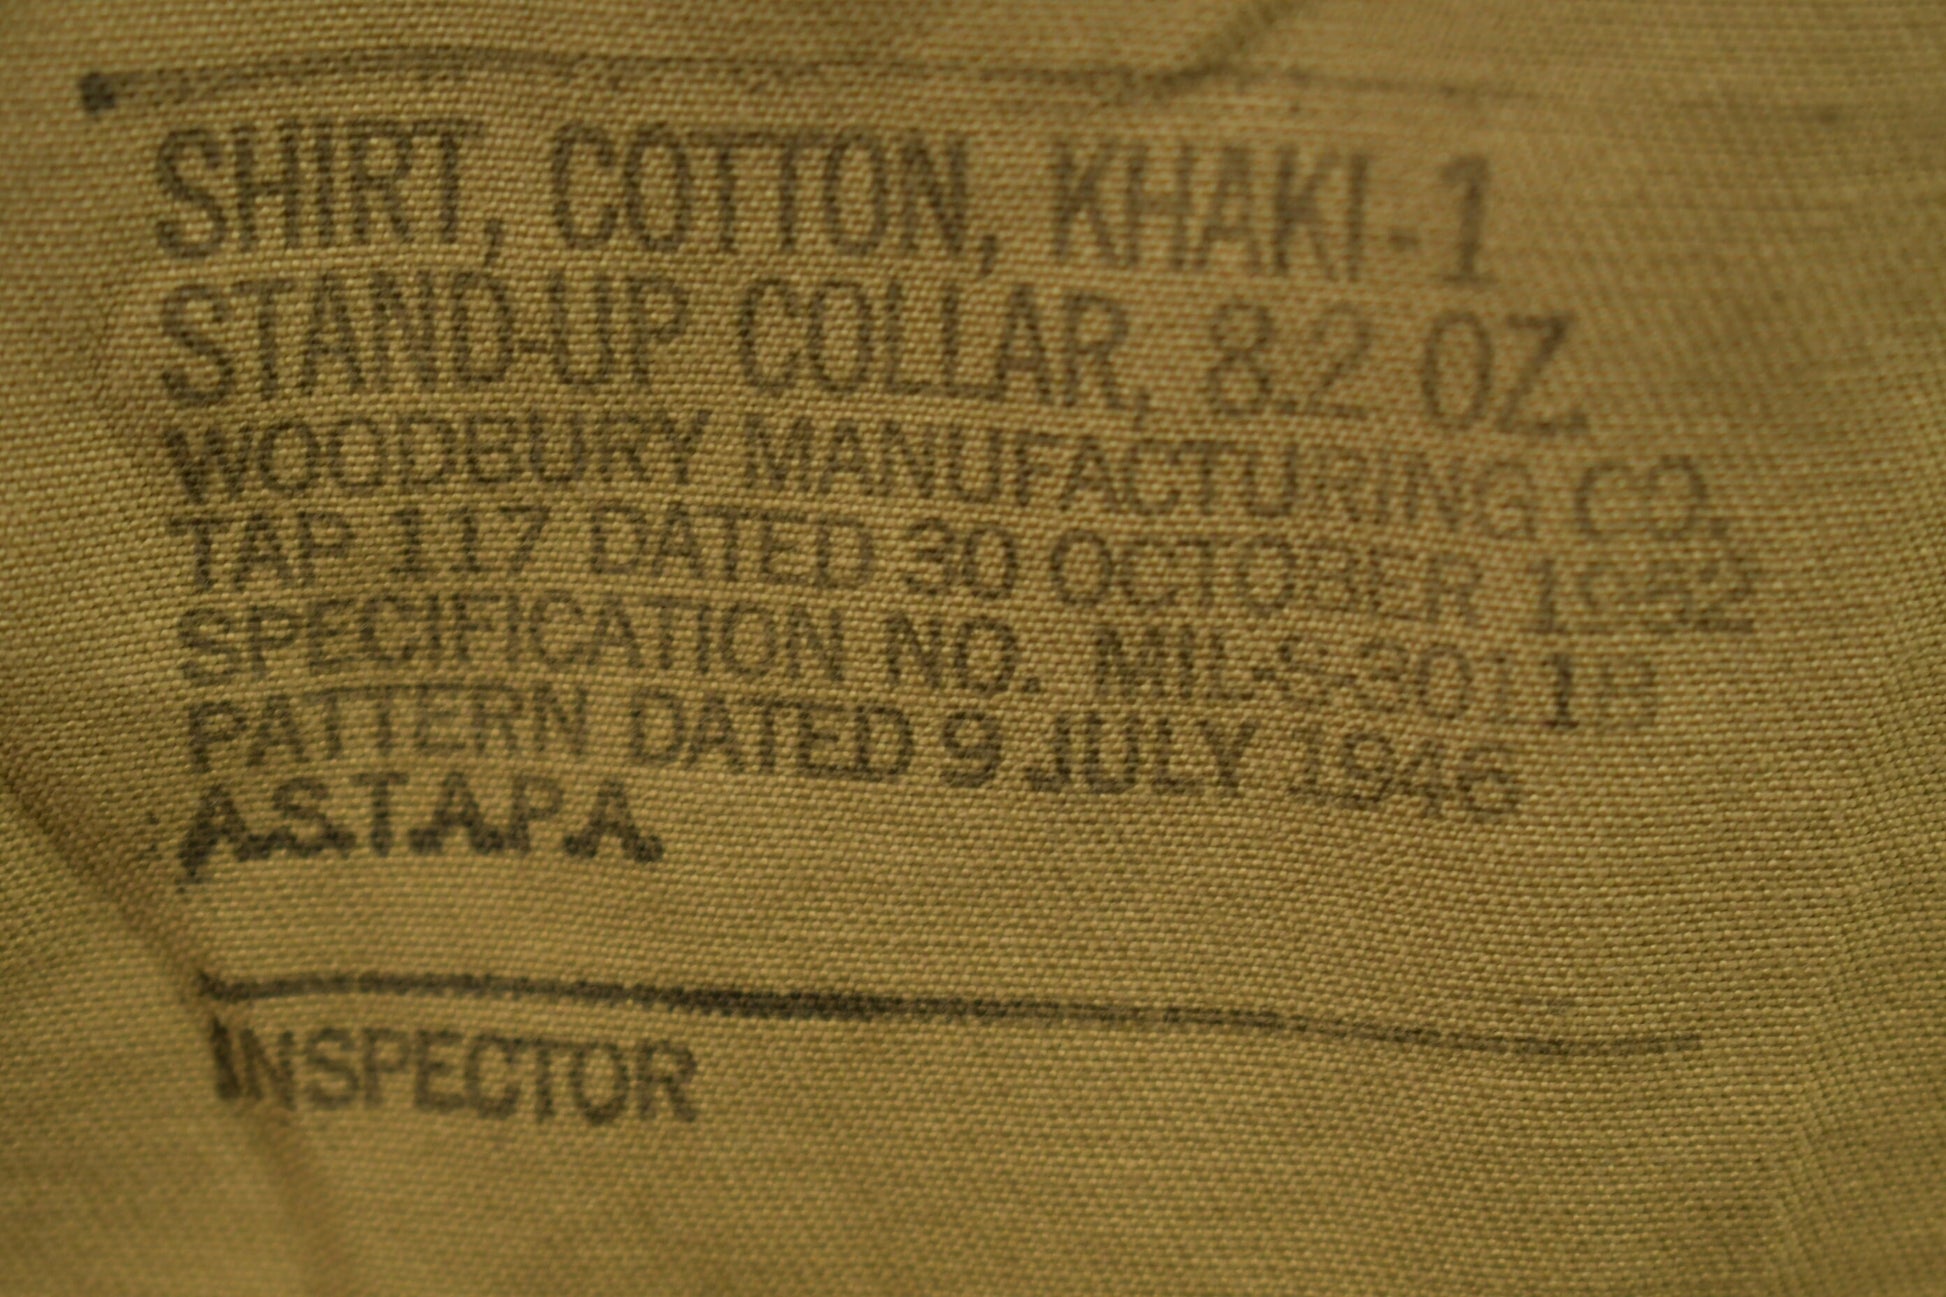 SHIRT, COTTON, KHAKI-1
STAND-UP COLLAR, 8.2 OZ.
WOODBURY MANUFACTURING CO.
TAP 117 DATED 30 OCTOBER
SPECIFICATION NO.
PATTERN DATED 9 JULY 1946
A.S.T.A.P.A.
INSPECTOR